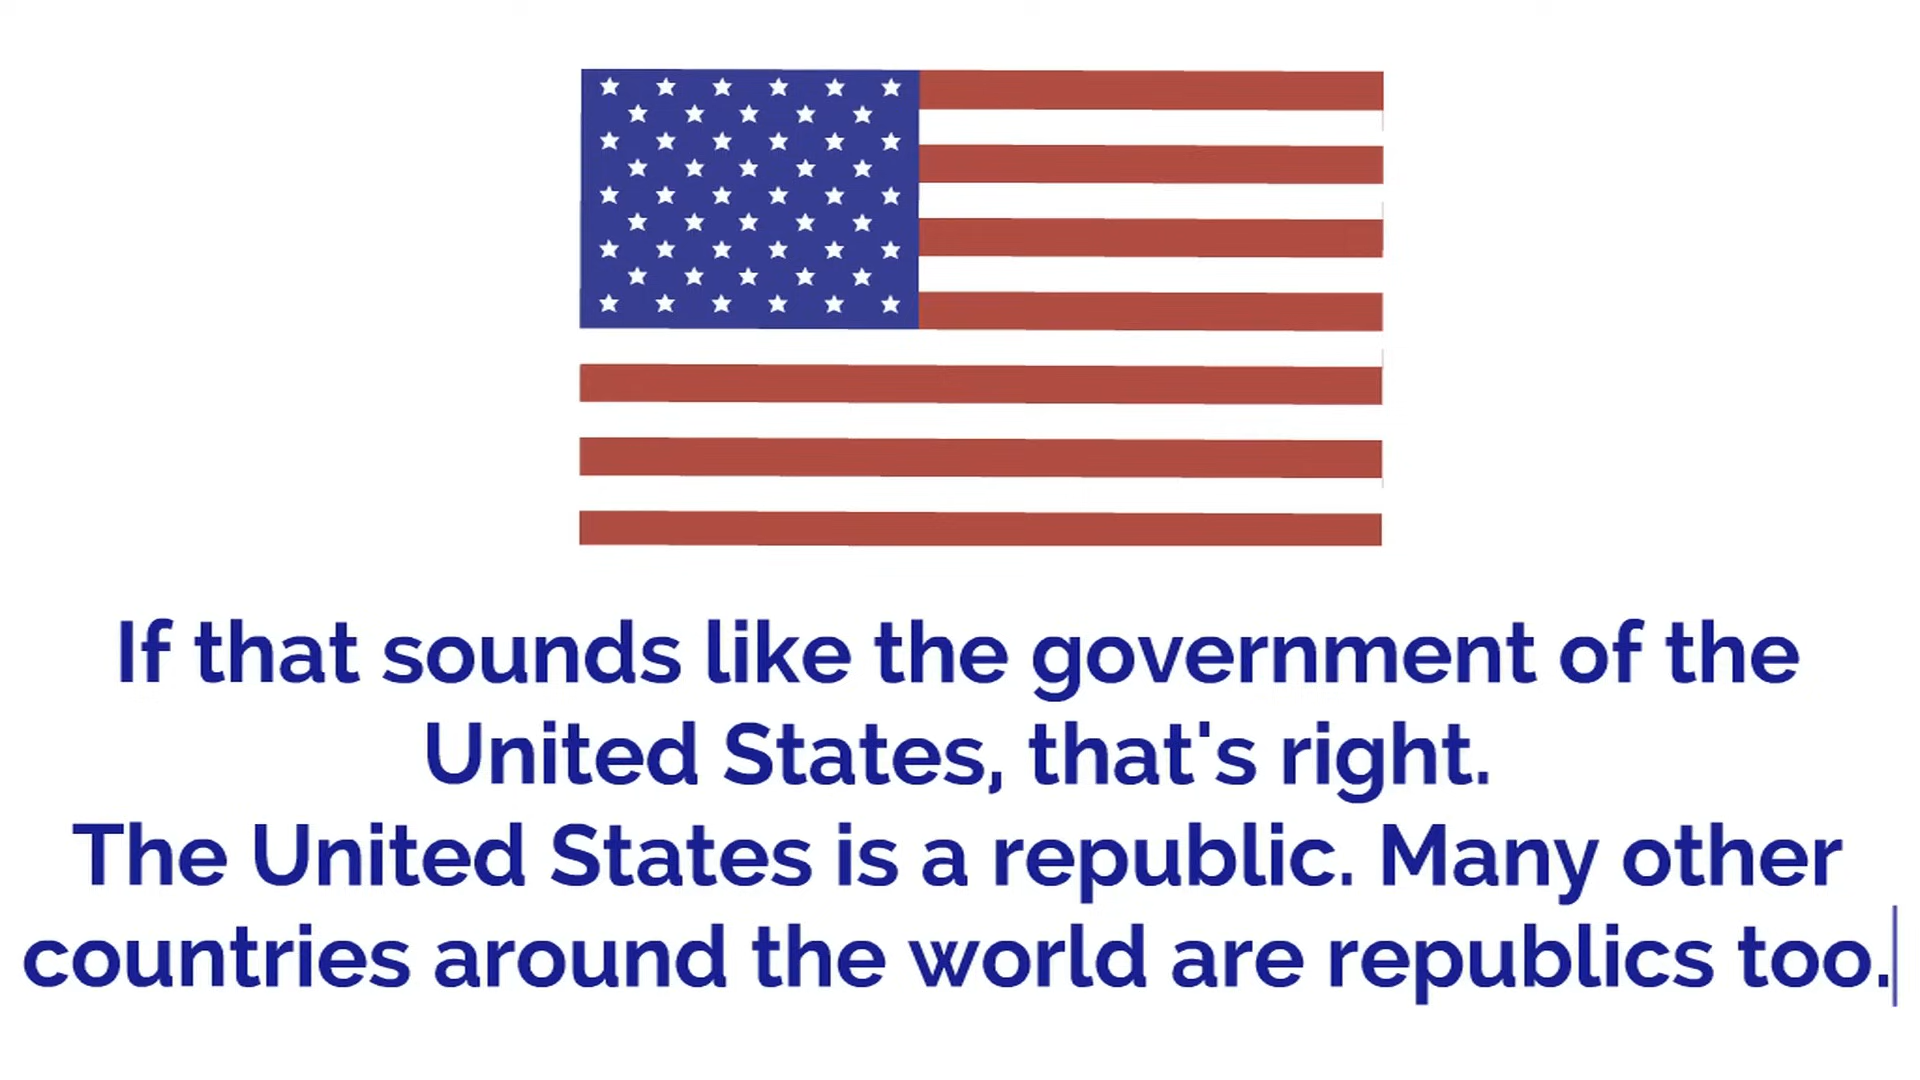 If that sounds like the government of the
United States, that's right.
The United States is a republic. Many other
countries around the world are republics too.